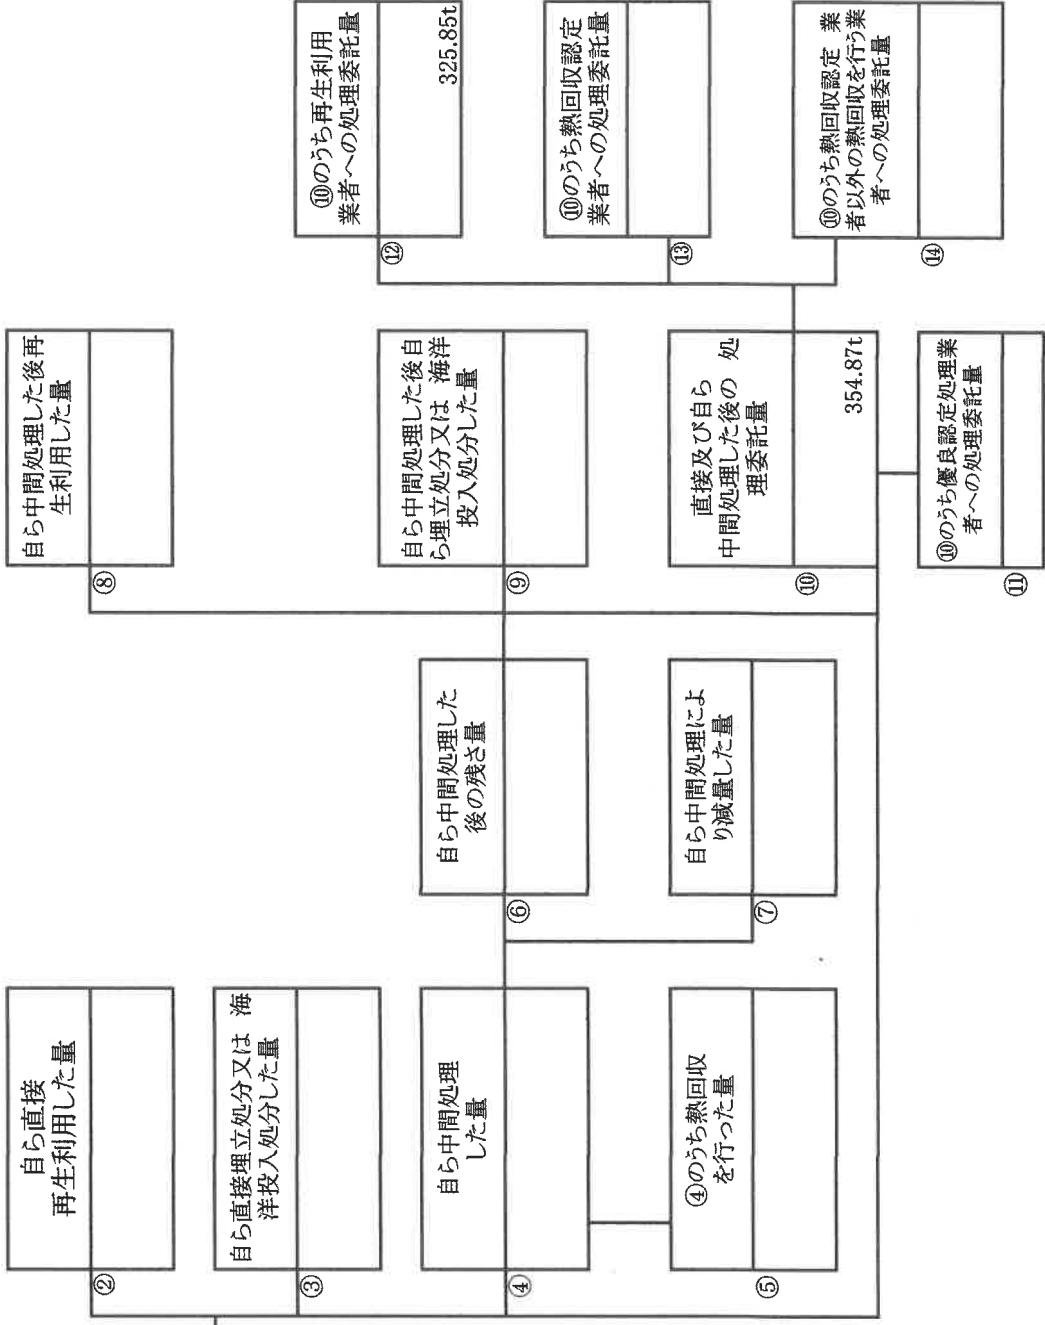 ②
自ら直接
再生利用した量
③
自ら直接埋立処分又は 海
洋投入処分した量
④
自ら中間処理
した量
⑤
④のうち熱回収
を行った量
⑥
自ら中間処理した
後の残さ量
⑦
自ら中間処理によ
り減量した量
⑧
自ら中間処理した後再
生利用した量
⑨
自ら中間処理した後自
ら埋立処分又は 海洋
投入処分した量
⑩
直接及び自ら
中間処理した後の 処
理委託量
354.87t
⑪
⑩のうち優良認定処理業
者への処理委託量
⑫
⑩のうち再生利用
業者への処理委託量
325.85t
⑬
⑩のうち熱回収認定
業者への処理委託量
⑭
⑩のうち熱回収認定 業
者以外の熱回収を行う業
者への処理委託量